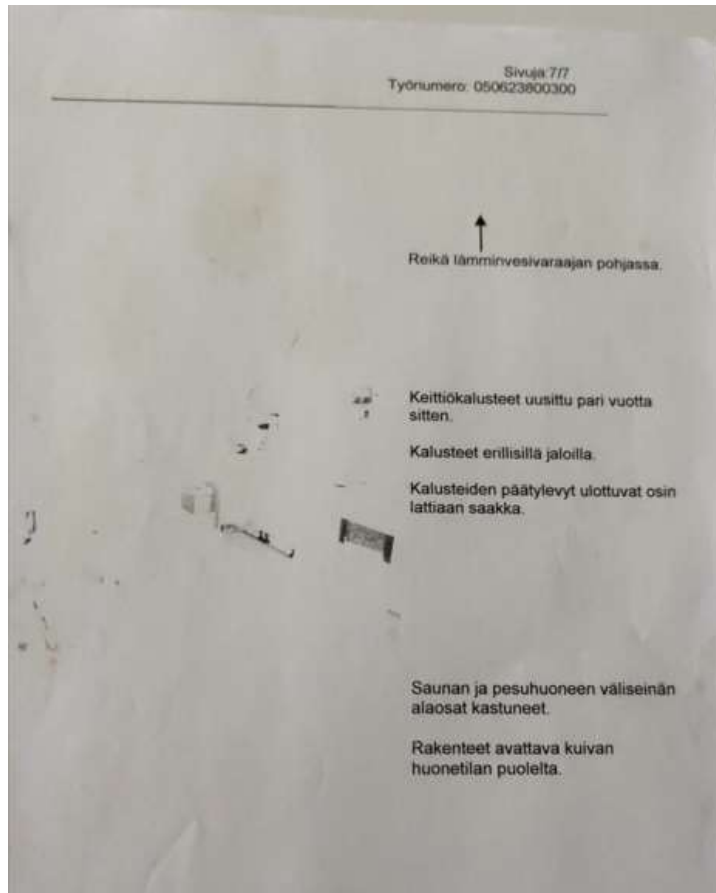 Sivuja:7/7
Työnumero: 050623800300
Reikä lämminvesivaraajan pohjassa.
Keittiökalusteet uusittu pari vuotta
sitten.
Kalusteet erillisillä jaloilla.
Kalusteiden päätylevyt ulottuvat osin
lattiaan saakka.
Saunan ja pesuhuoneen väliseinän
alaosat kastuneet.
Rakenteet avattava kuivan
huonetilan puolelta.